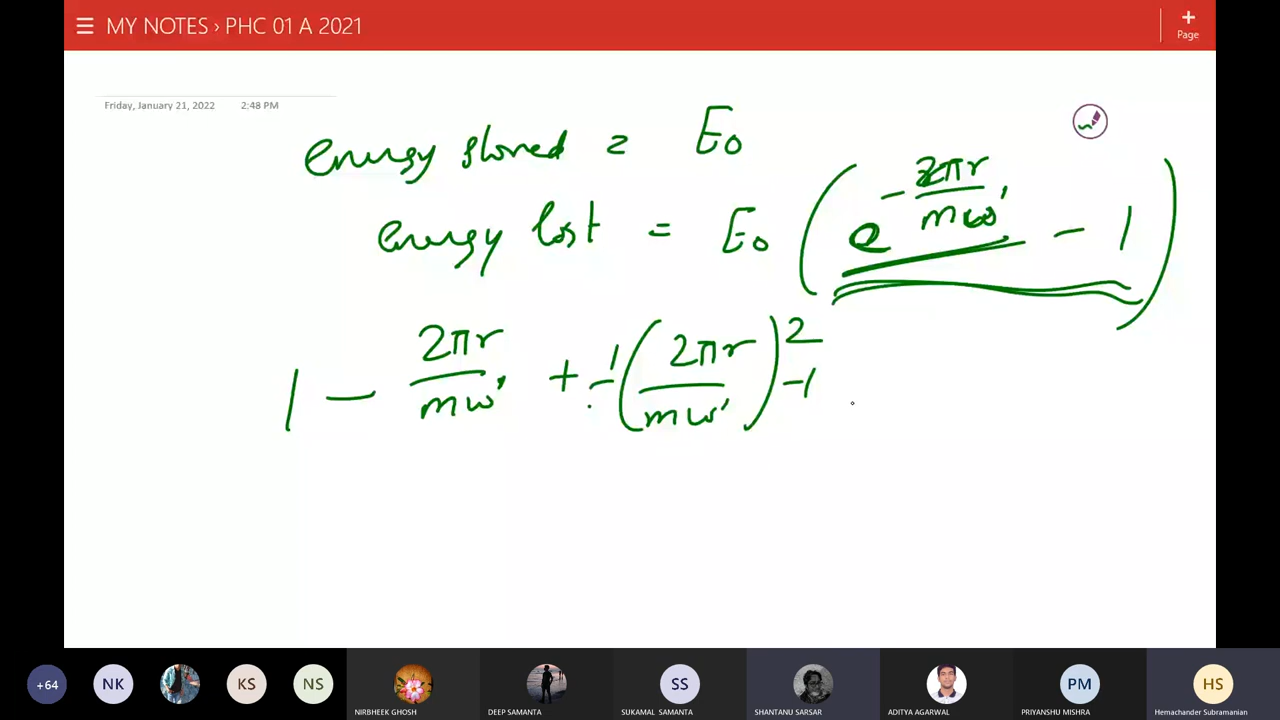 MY NOTES › PHC 01 A 2021
+
Page
Friday, January 21, 2022 2:48 PM
energy stored = E₀
energy lost = E₀ (e^(-2πr/mω') - 1)
1 - 2πr/mω' + 1/(2πr/mω')² - 1
+64 NK KS NS SS PM HS
NIRBHEEK GHOSH DEEP SAMANTA SUKAMAL SAMANTA SHANTANU SARSAR ADITYA AGARWAL PRIYANSHU MISHRA Hemachander Subramanian